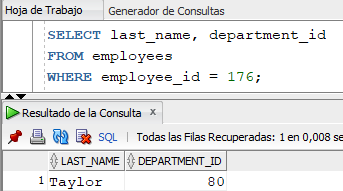 Hoja de Trabajo Generador de Consultas
SELECT last_name, department_id
FROM employees
WHERE employee_id = 176;
Resultado de la Consulta x
SQL | Todas las Filas Recuperadas: 1 en 0,008 se
LAST_NAME DEPARTMENT_ID
1 Taylor 80